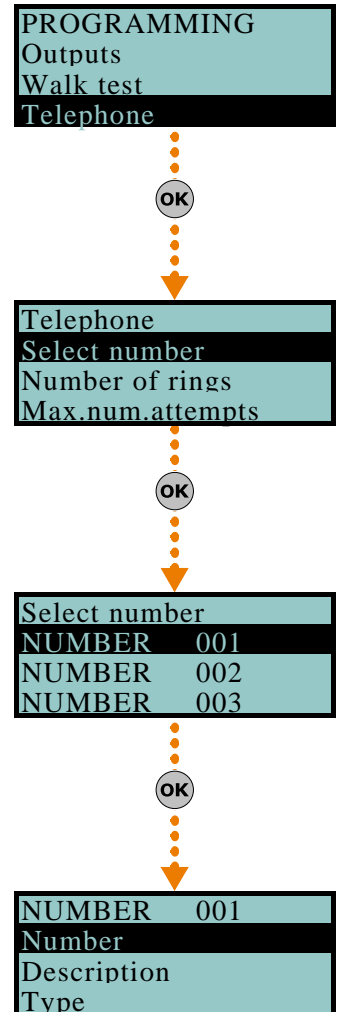 PROGRAMMING
Outputs
Walk test
Telephone
OK
Telephone
Select number
Number of rings
Max.num.attempts
OK
Select number
NUMBER 001
NUMBER 002
NUMBER 003
OK
NUMBER 001
Number
Description
Type